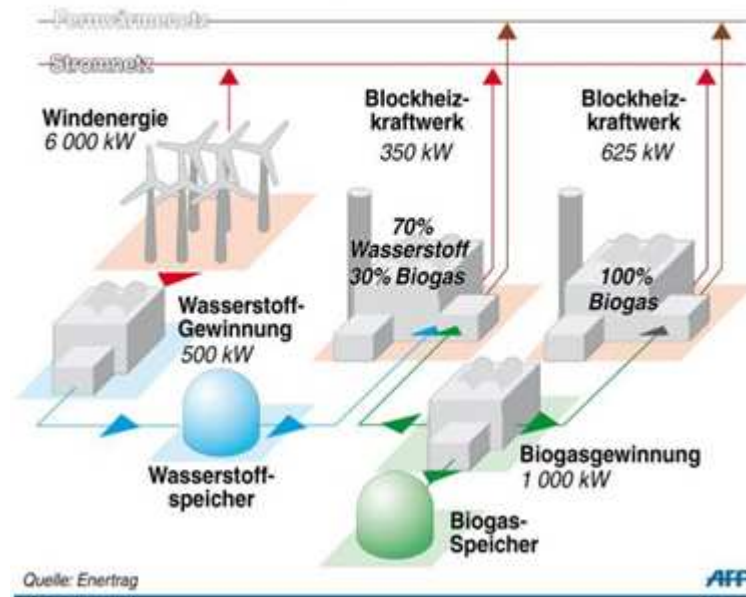 Fernwärmenetz
Stromnetz
Windenergie
6 000 kW
Blockheiz-
kraftwerk
350 kW
Blockheiz-
kraftwerk
625 kW
70%
Wasserstoff
30% Biogas
100%
Biogas
Wasserstoff-
Gewinnung
500 kW
Wasserstoff-
speicher
Biogasgewinnung
1 000 kW
Biogas-
Speicher
Quelle: Enertrag
AFP